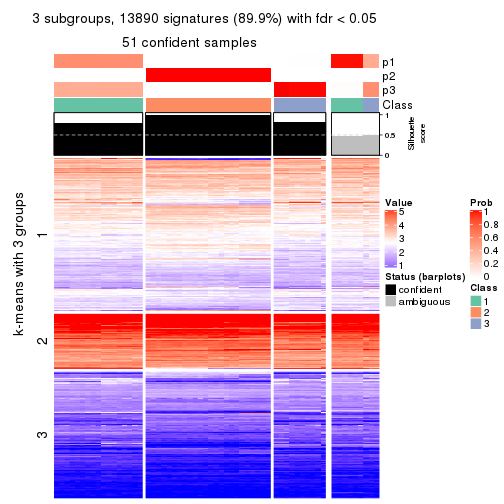 3 subgroups, 13890 signatures (89.9%) with fdr < 0.05
51 confident samples
p1
p2
p3
Class
1
0.5
0
Silhouette
score
k-means with 3 groups
1
2
3
Value
5
4
3
2
1
Status (barplots)
confident
ambiguous
Prob
1
0.8
0.6
0.4
0.2
0
Class
1
2
3